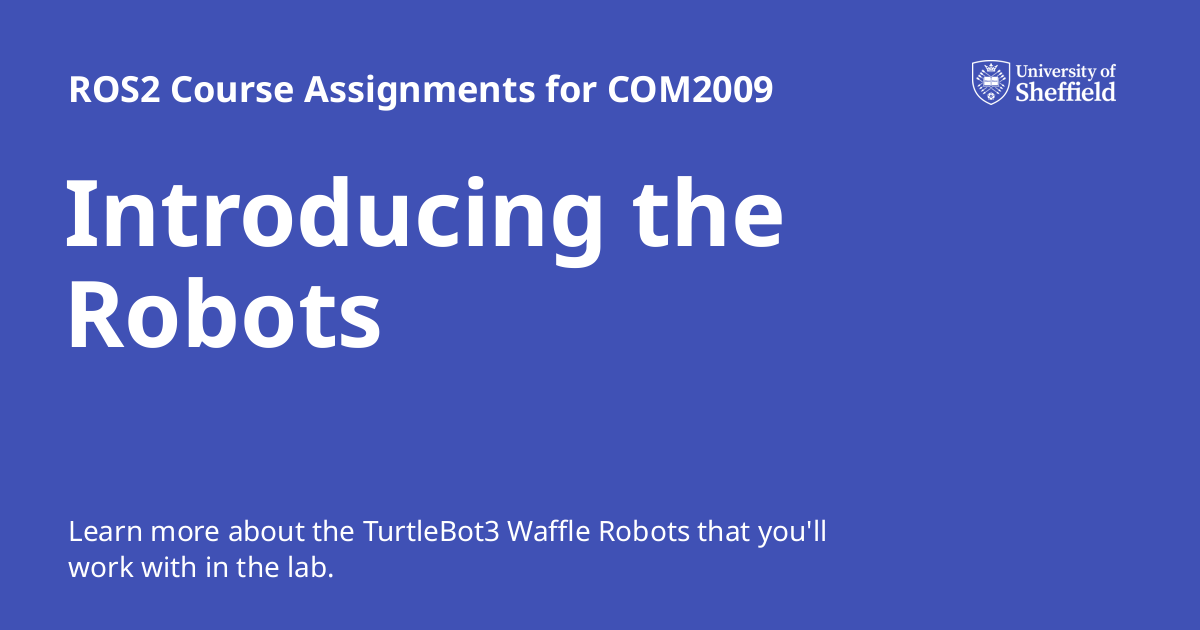 ROS2 Course Assignments for COM2009
University of
Sheffield
Introducing the
Robots
Learn more about the TurtleBot3 Waffle Robots that you'll
work with in the lab.